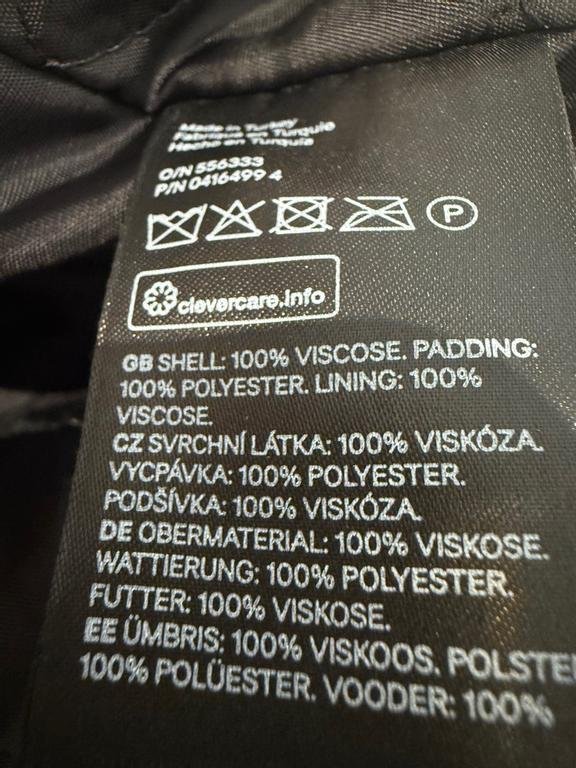 Made in Turkey
Fabriqué en Turquie
Hecho en Turquía
O/N 556333
P/N 0416499 4
P
clevercare.info
GB SHELL: 100% VISCOSE. PADDING:
100% POLYESTER. LINING: 100%
VISCOSE.
CZ SVRCHNÍ LÁTKA: 100% VISKÓZA.
VYCPÁVKA: 100% POLYESTER.
PODŠÍVKA: 100% VISKÓZA.
DE OBERMATERIAL: 100% VISKOSE.
WATTIERUNG: 100% POLYESTER.
FUTTER: 100% VISKOSE.
EE ÜMBRIS: 100% VISKOOS. POLSTE
100% POLÜESTER. VOODER: 100%